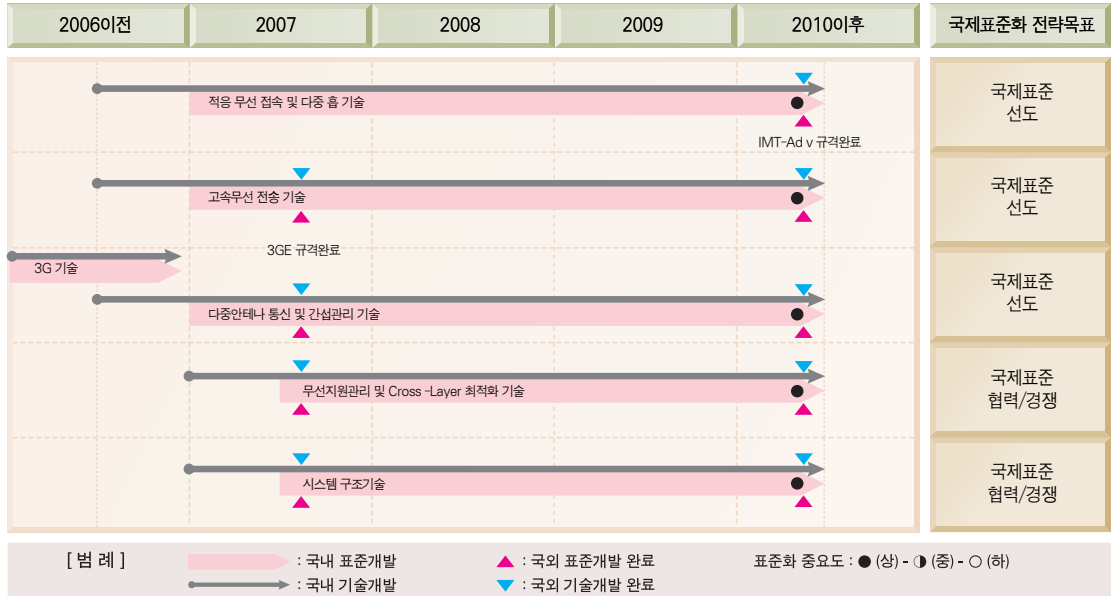 2006이전
2007
2008
2009
2010이후
국제표준화 전략목표
적응 무선 접속 및 다중 홉 기술
국제표준
선도
IMT-Ad v 규격완료
고속무선 전송 기술
국제표준
선도
3GE 규격완료
3G 기술
다중안테나 통신 및 간섭관리 기술
국제표준
선도
무선지원관리 및 Cross -Layer 최적화 기술
국제표준
협력/경쟁
시스템 구조기술
국제표준
협력/경쟁
[ 범 례 ]
: 국내 표준개발
: 국외 표준개발 완료
표준화 중요도 : ● (상) - ◑ (중) - ○ (하)
: 국내 기술개발
: 국외 기술개발 완료